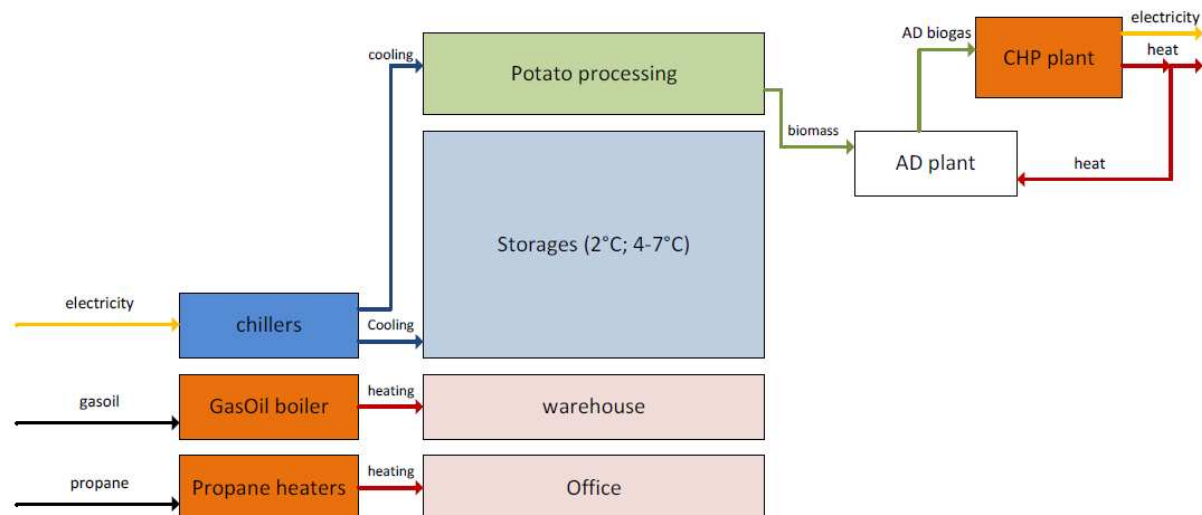 electricity
AD biogas
CHP plant
heat
cooling
Potato processing
biomass
AD plant
heat
Storages (2°C; 4-7°C)
electricity
chillers
Cooling
gasoil
GasOil boiler
heating
warehouse
propane
Propane heaters
heating
Office